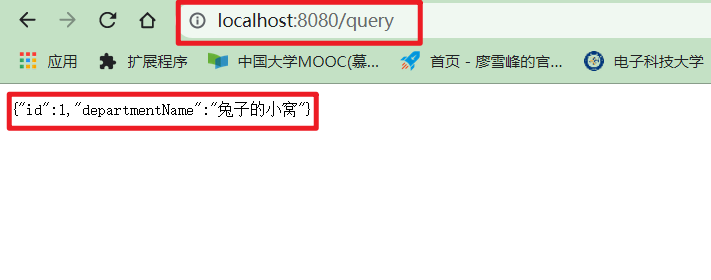 localhost:8080/query
应用 扩展程序 中国大学MOOC(慕... 首页 - 廖雪峰的官... 电子科技大学
{"id":1,"departmentName":"兔子的小窝"}